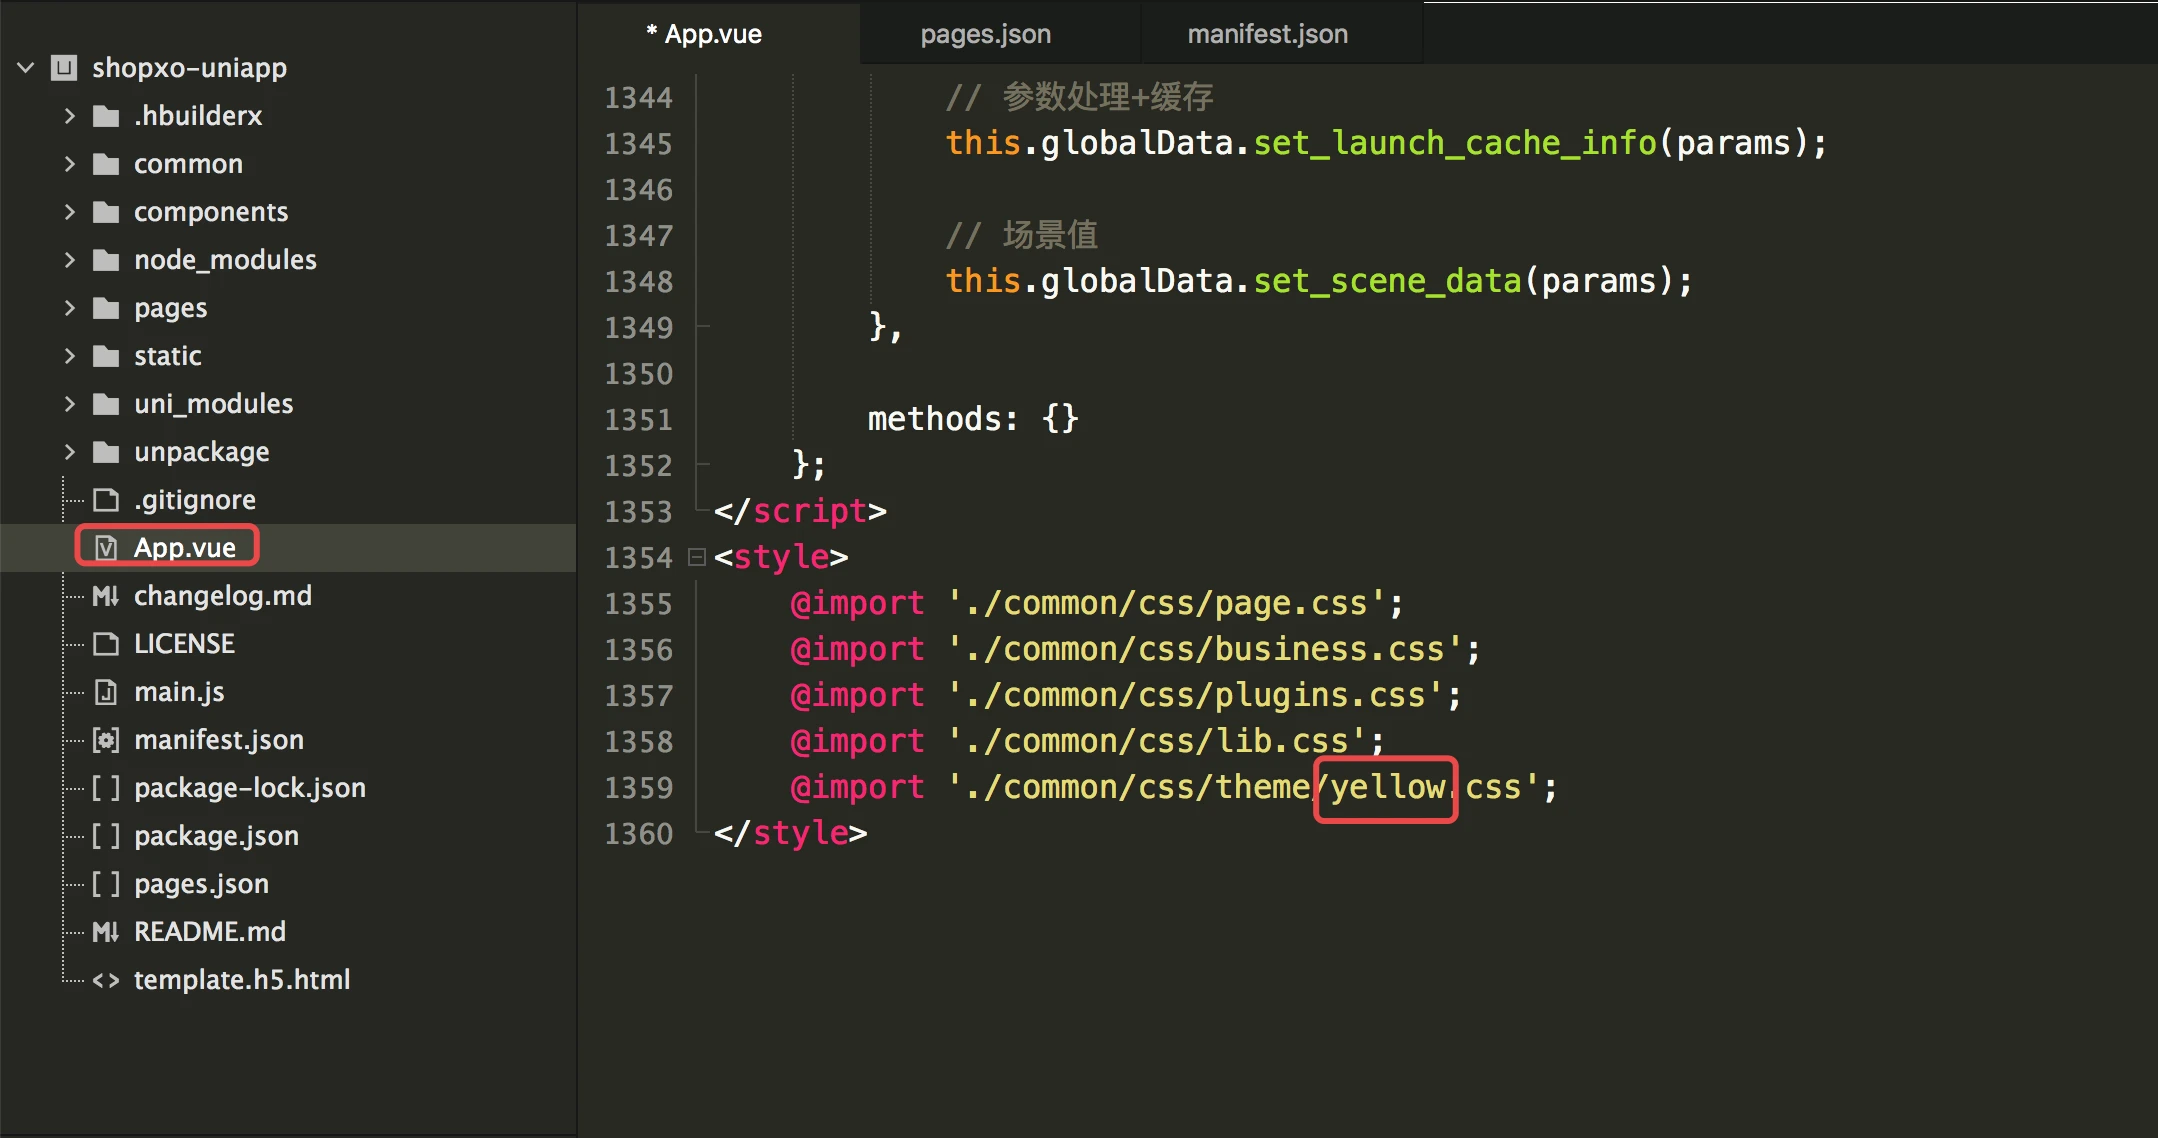 shopxo-uniapp
.hbuilderx
common
components
node_modules
pages
static
uni_modules
unpackage
.gitignore
App.vue
changelog.md
LICENSE
main.js
manifest.json
package-lock.json
package.json
pages.json
README.md
template.h5.html
* App.vue
pages.json
manifest.json
1344 // 参数处理+缓存
1345 this.globalData.set_launch_cache_info(params);
1346
1347 // 场景值
1348 this.globalData.set_scene_data(params);
1349 },
1350
1351 methods: {}
1352 };
1353 </script>
1354 <style>
1355 @import './common/css/page.css';
1356 @import './common/css/business.css';
1357 @import './common/css/plugins.css';
1358 @import './common/css/lib.css';
1359 @import './common/css/theme/yellow.css';
1360 </style>